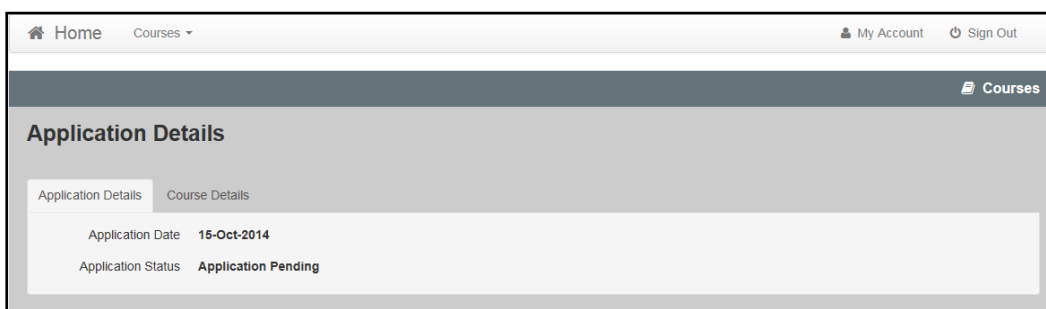 Home Courses My Account Sign Out
Courses
Application Details
Application Details Course Details
Application Date 15-Oct-2014
Application Status Application Pending